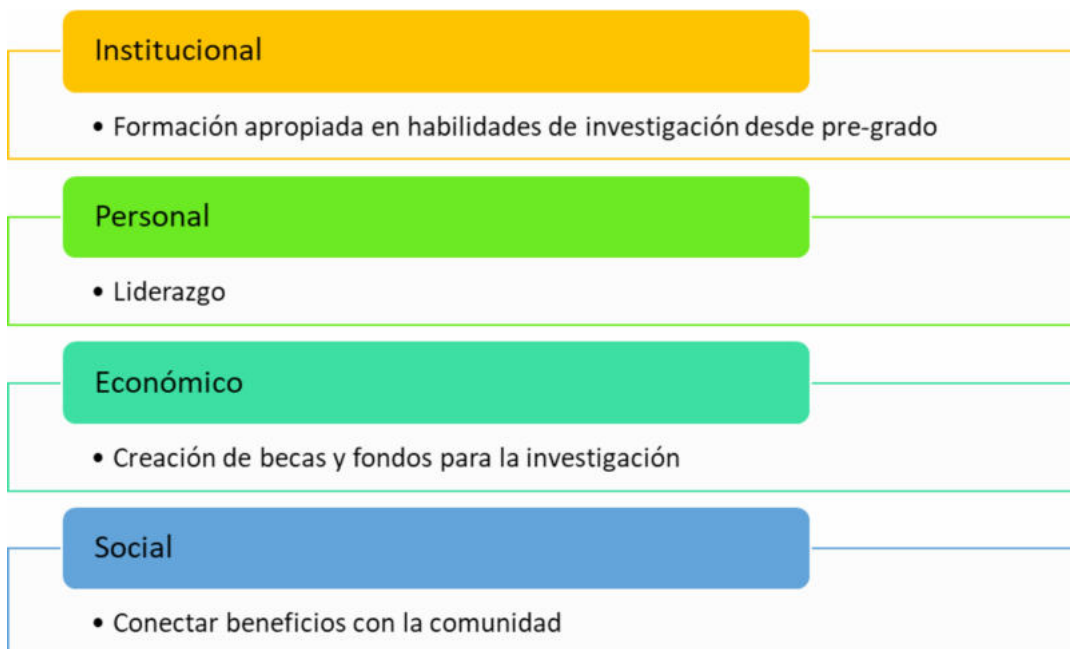 Institucional
• Formación apropiada en habilidades de investigación desde pre-grado
Personal
• Liderazgo
Económico
• Creación de becas y fondos para la investigación
Social
• Conectar beneficios con la comunidad